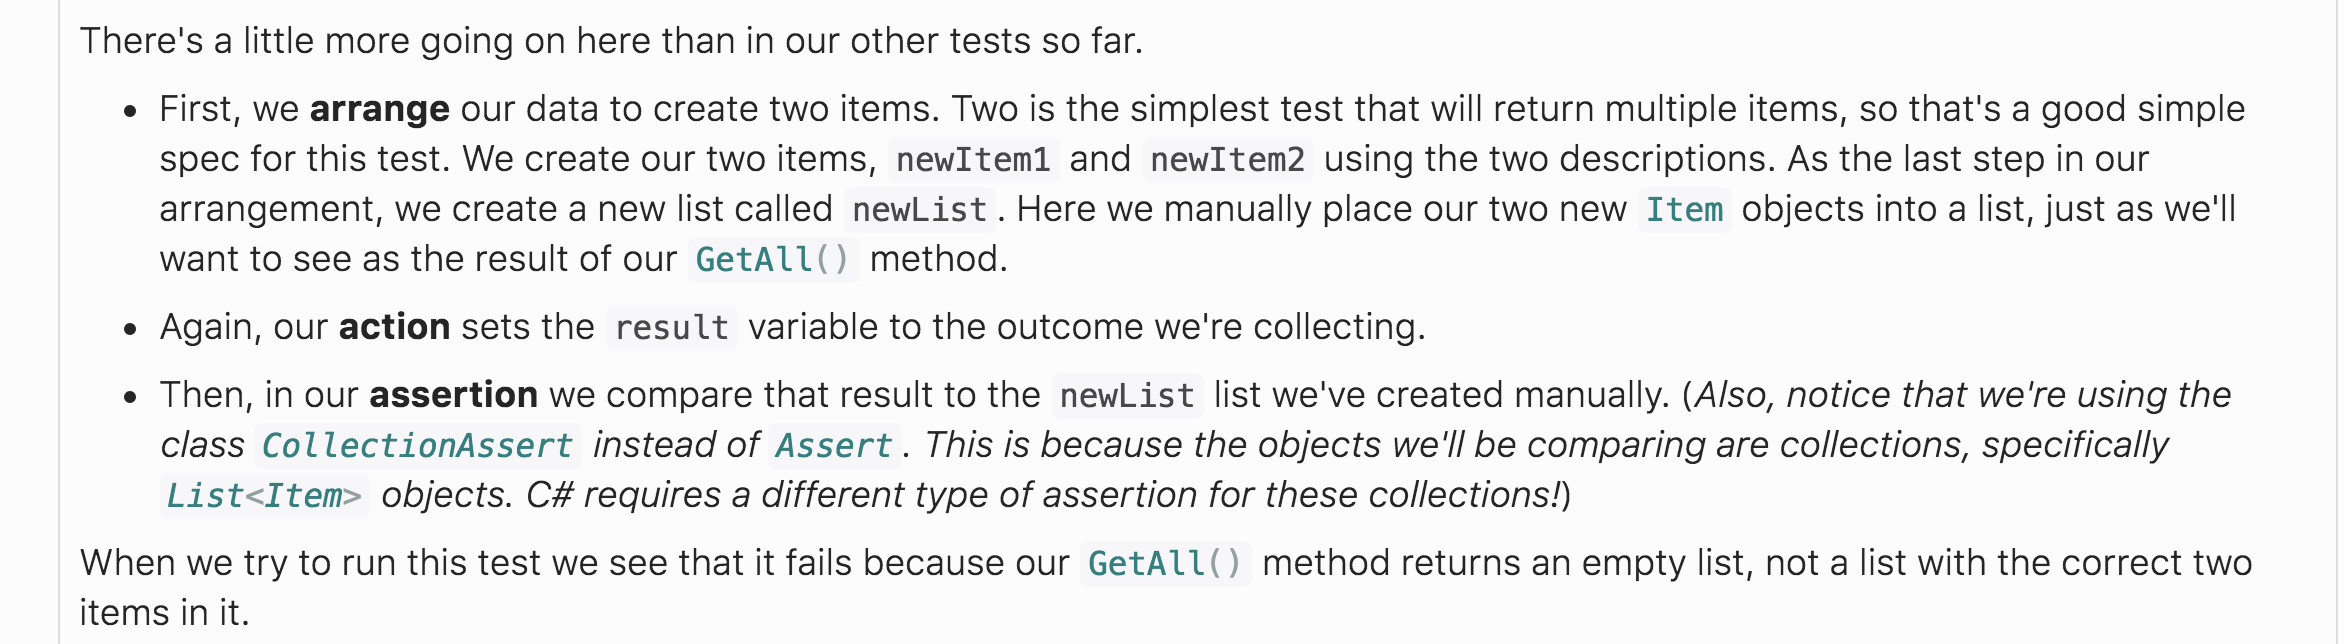 There's a little more going on here than in our other tests so far.
• First, we arrange our data to create two items. Two is the simplest test that will return multiple items, so that's a good simple
spec for this test. We create our two items, newItem1 and newItem2 using the two descriptions. As the last step in our
arrangement, we create a new list called newList. Here we manually place our two new Item objects into a list, just as we'll
want to see as the result of our GetAll() method.
• Again, our action sets the result variable to the outcome we're collecting.
• Then, in our assertion we compare that result to the newList list we've created manually. (Also, notice that we're using the
class CollectionAssert instead of Assert. This is because the objects we'll be comparing are collections, specifically
List<Item> objects. C# requires a different type of assertion for these collections!)
When we try to run this test we see that it fails because our GetAll() method returns an empty list, not a list with the correct two
items in it.